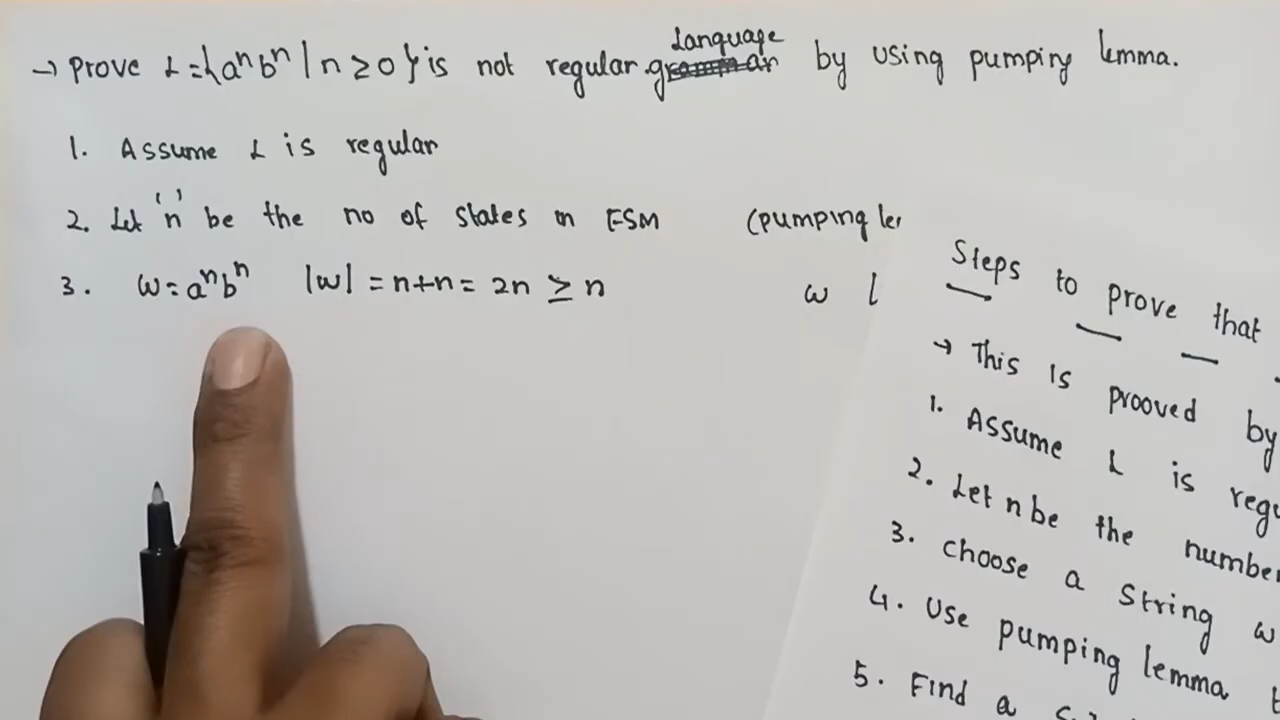 → Prove L = {aⁿbⁿ | n ≥ 0} is not regular Language by using pumping lemma.
1. Assume L is regular
2. Let 'n' be the no of states in FSM (pumping le
3. w = aⁿbⁿ |w| = n+n = 2n ≥ n w
Steps to prove that
→ This is prooved by
1. Assume L is regu
2. Let n be the number
3. choose a string w
4. Use pumping lemma t
5. Find a